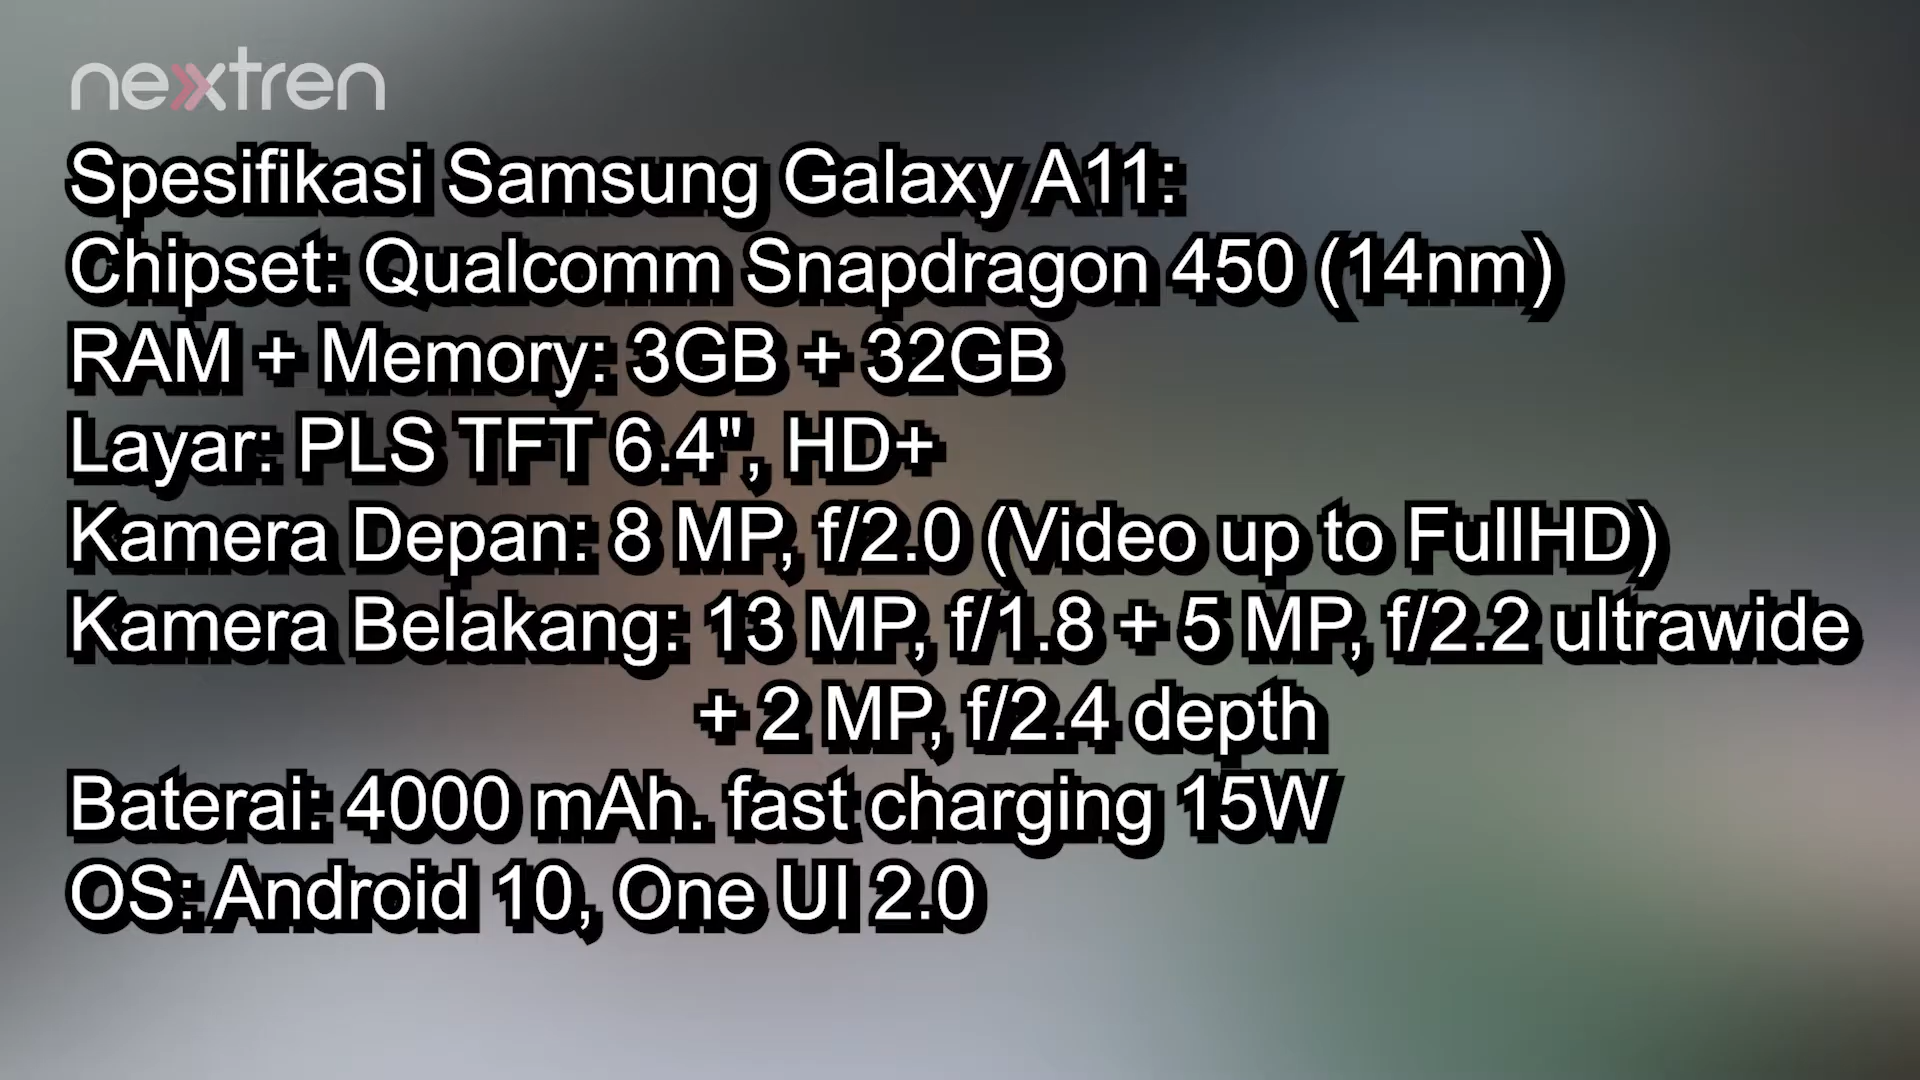 nextren
Spesifikasi Samsung Galaxy A11:
Chipset: Qualcomm Snapdragon 450 (14nm)
RAM + Memory: 3GB + 32GB
Layar: PLS TFT 6.4", HD+
Kamera Depan: 8 MP, f/2.0 (Video up to FullHD)
Kamera Belakang: 13 MP, f/1.8 + 5 MP, f/2.2 ultrawide
+ 2 MP, f/2.4 depth
Baterai: 4000 mAh. fast charging 15W
OS: Android 10, One UI 2.0